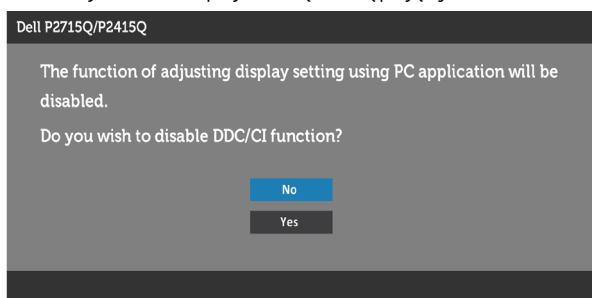 Dell P2715Q/P2415Q
The function of adjusting display setting using PC application will be
disabled.
Do you wish to disable DDC/CI function?
No
Yes